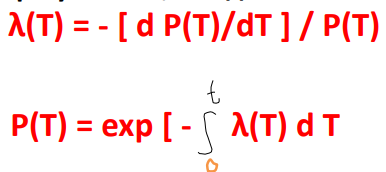 λ(T) = - [ d P(T)/dT ] / P(T)
t
P(T) = exp [ - ∫ λ(T) d T
0